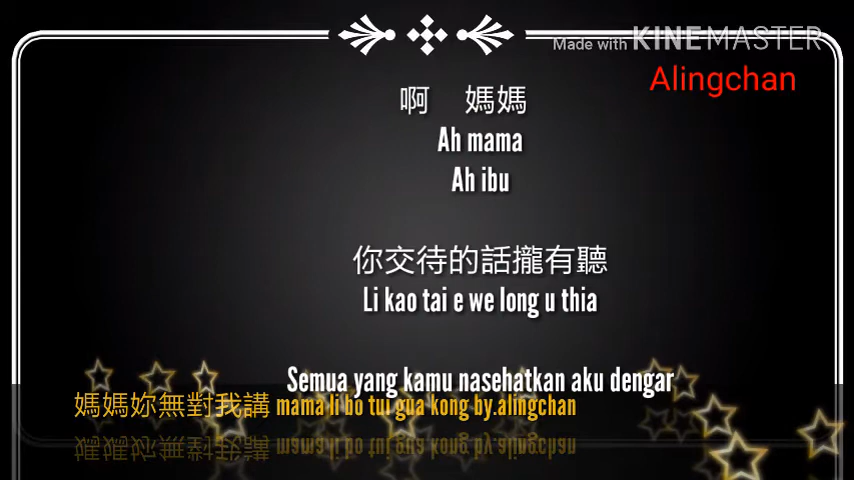 Made with KINEMASTER
Alingchan
啊 媽媽
Ah mama
Ah ibu
你交待的話攏有聽
Li kao tai e we long u thia
Semua yang kamu nasehatkan aku dengar
媽媽妳無對我講 mama li bo tui gua kong by.alingchan